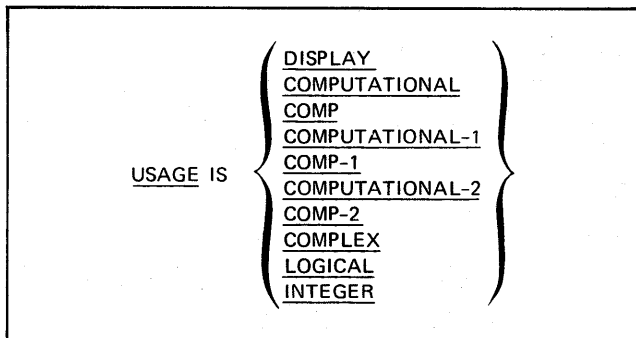 DISPLAY
COMPUTATIONAL
COMP
COMPUTATIONAL-1
USAGE IS
COMP-1
COMPUTATIONAL-2
COMP-2
COMPLEX
LOGICAL
INTEGER